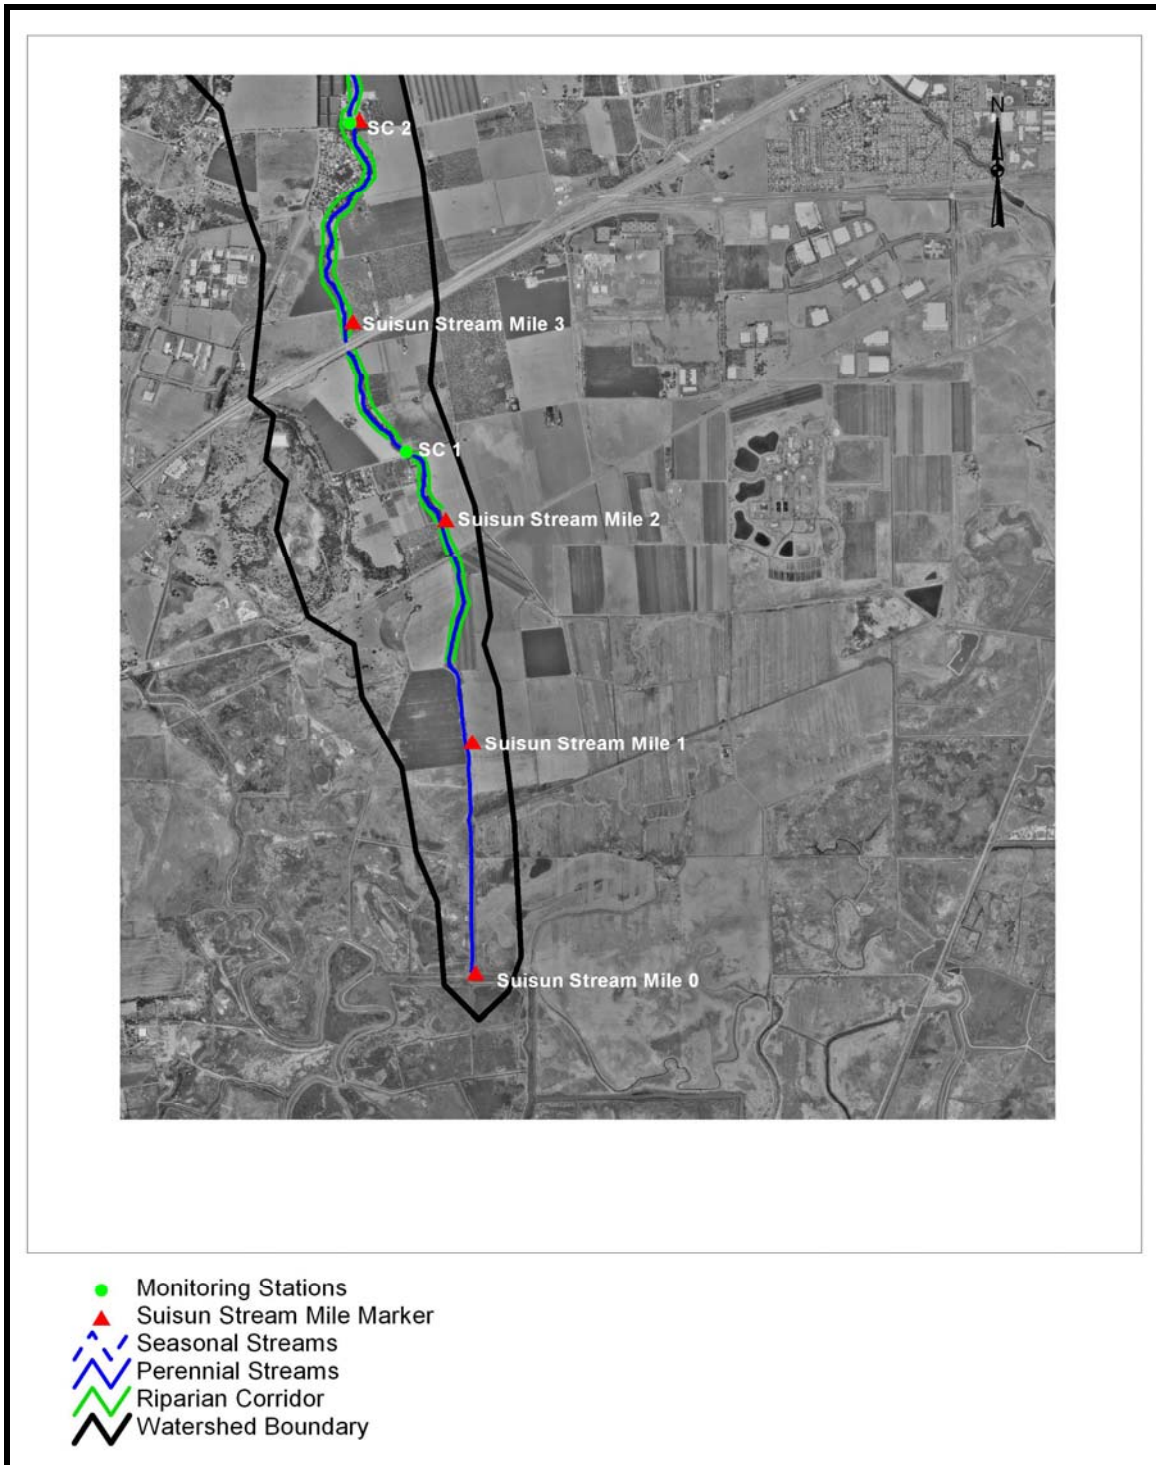 N
SC 2
Suisun Stream Mile 3
SC 1
Suisun Stream Mile 2
Suisun Stream Mile 1
Suisun Stream Mile 0
Monitoring Stations
Suisun Stream Mile Marker
Seasonal Streams
Perennial Streams
Riparian Corridor
Watershed Boundary